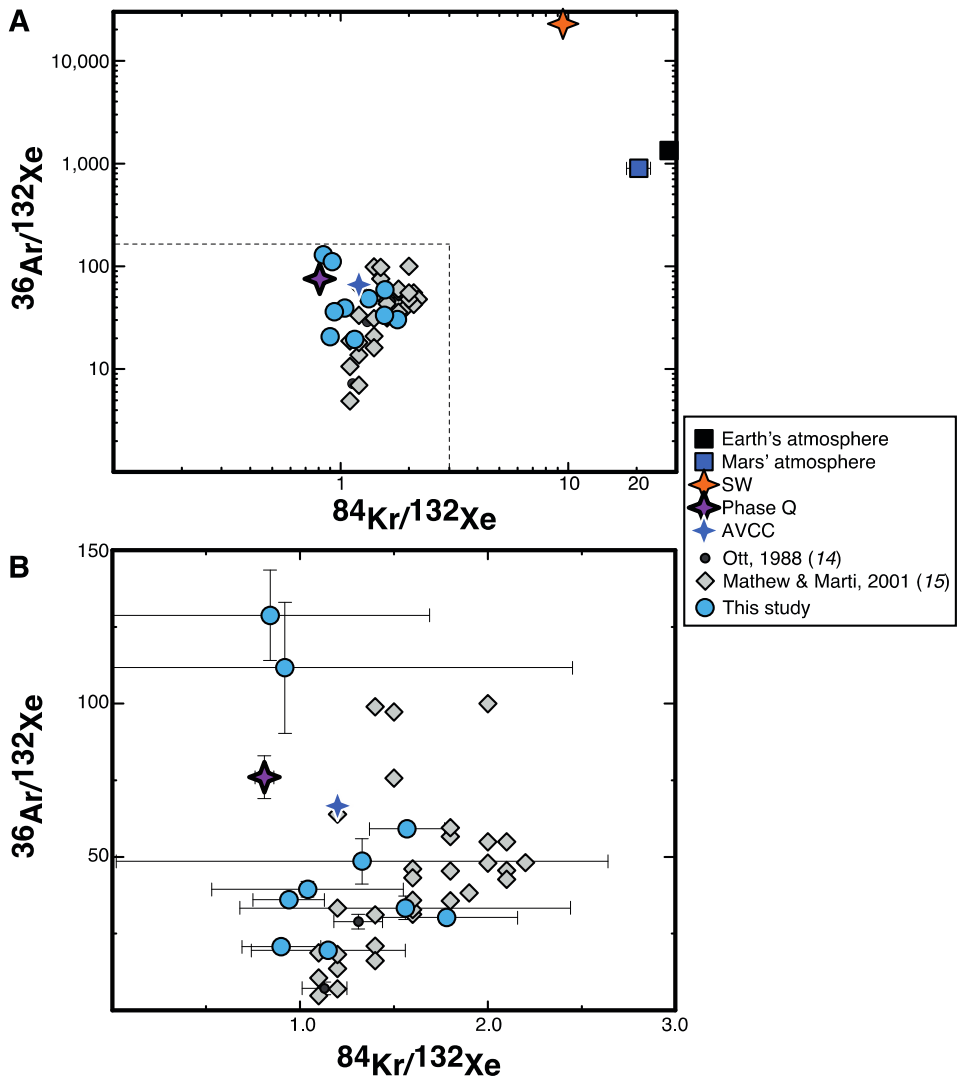 A
10,000
1,000
100
10
36Ar/132Xe
1
10
20
84Kr/132Xe
Earth's atmosphere
Mars' atmosphere
SW
Phase Q
AVCC
Ott, 1988 (14)
Mathew & Marti, 2001 (15)
This study
B
150
100
50
36Ar/132Xe
1.0
2.0
3.0
84Kr/132Xe